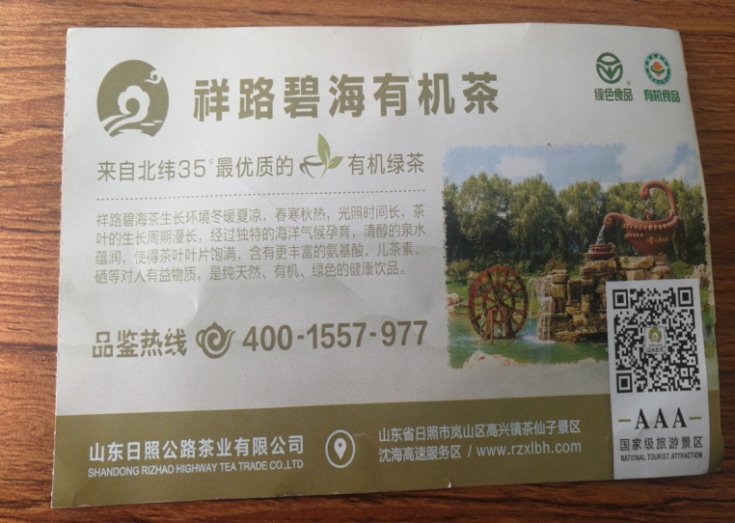 祥路碧海有机茶
绿色食品
有机食品
来自北纬35°最优质的 有机绿茶
祥路碧海茶生长环境冬暖夏凉，春寒秋热，光照时间长，茶
叶的生长周期漫长，经过独特的海洋气候孕育，清醇的泉水
蕴润，使得茶叶叶片饱满，含有更丰富的氨基酸、儿茶素、
硒等对人有益物质，是纯天然、有机、绿色的健康饮品。
品鉴热线 400-1557-977
山东日照公路茶业有限公司
SHANDONG RIZHAO HIGHWAY TEA TRADE CO.,LTD
山东省日照市岚山区高兴镇茶仙子景区
沈海高速服务区 / www.rzxlbh.com
AAA
国家级旅游景区
NATIONAL TOURIST ATTRACTION